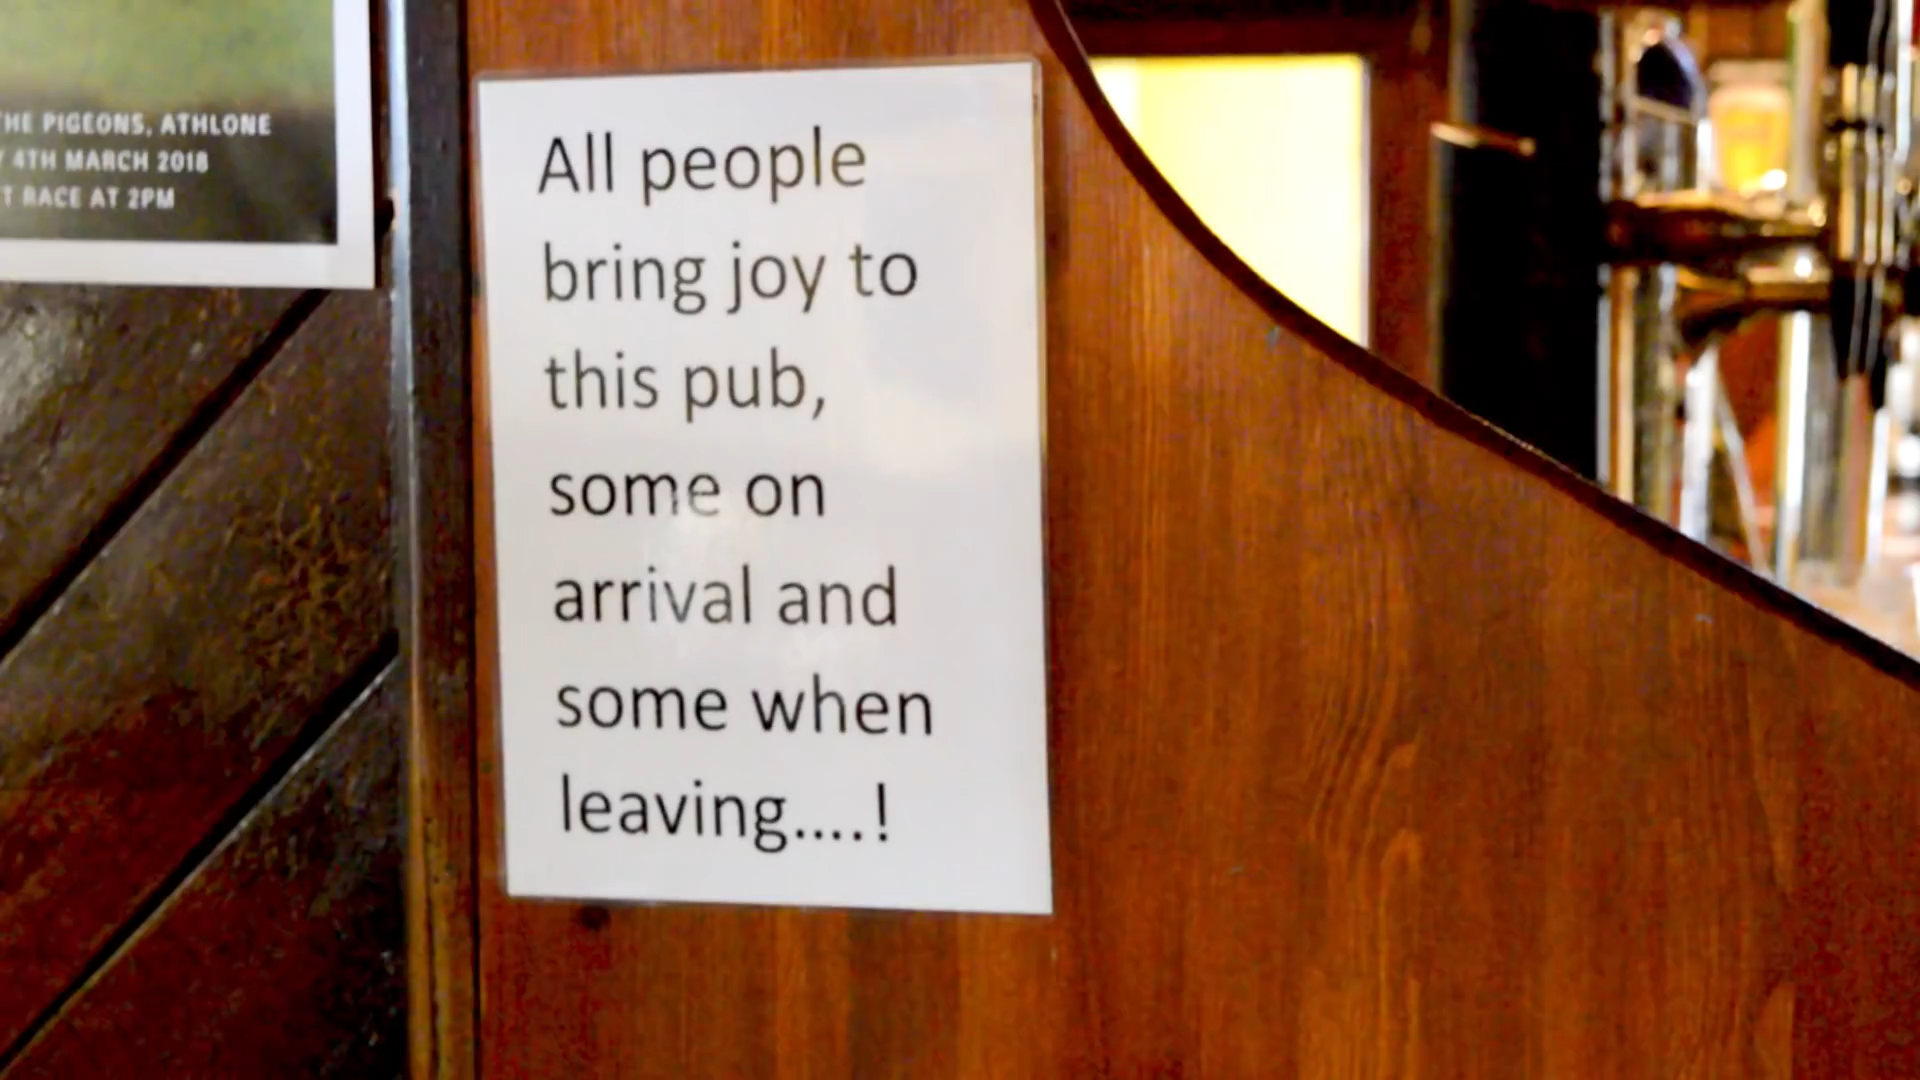 THE PIGEONS, ATHLONE
4TH MARCH 2018
RACE AT 2PM
All people
bring joy to
this pub,
some on
arrival and
some when
leaving....!